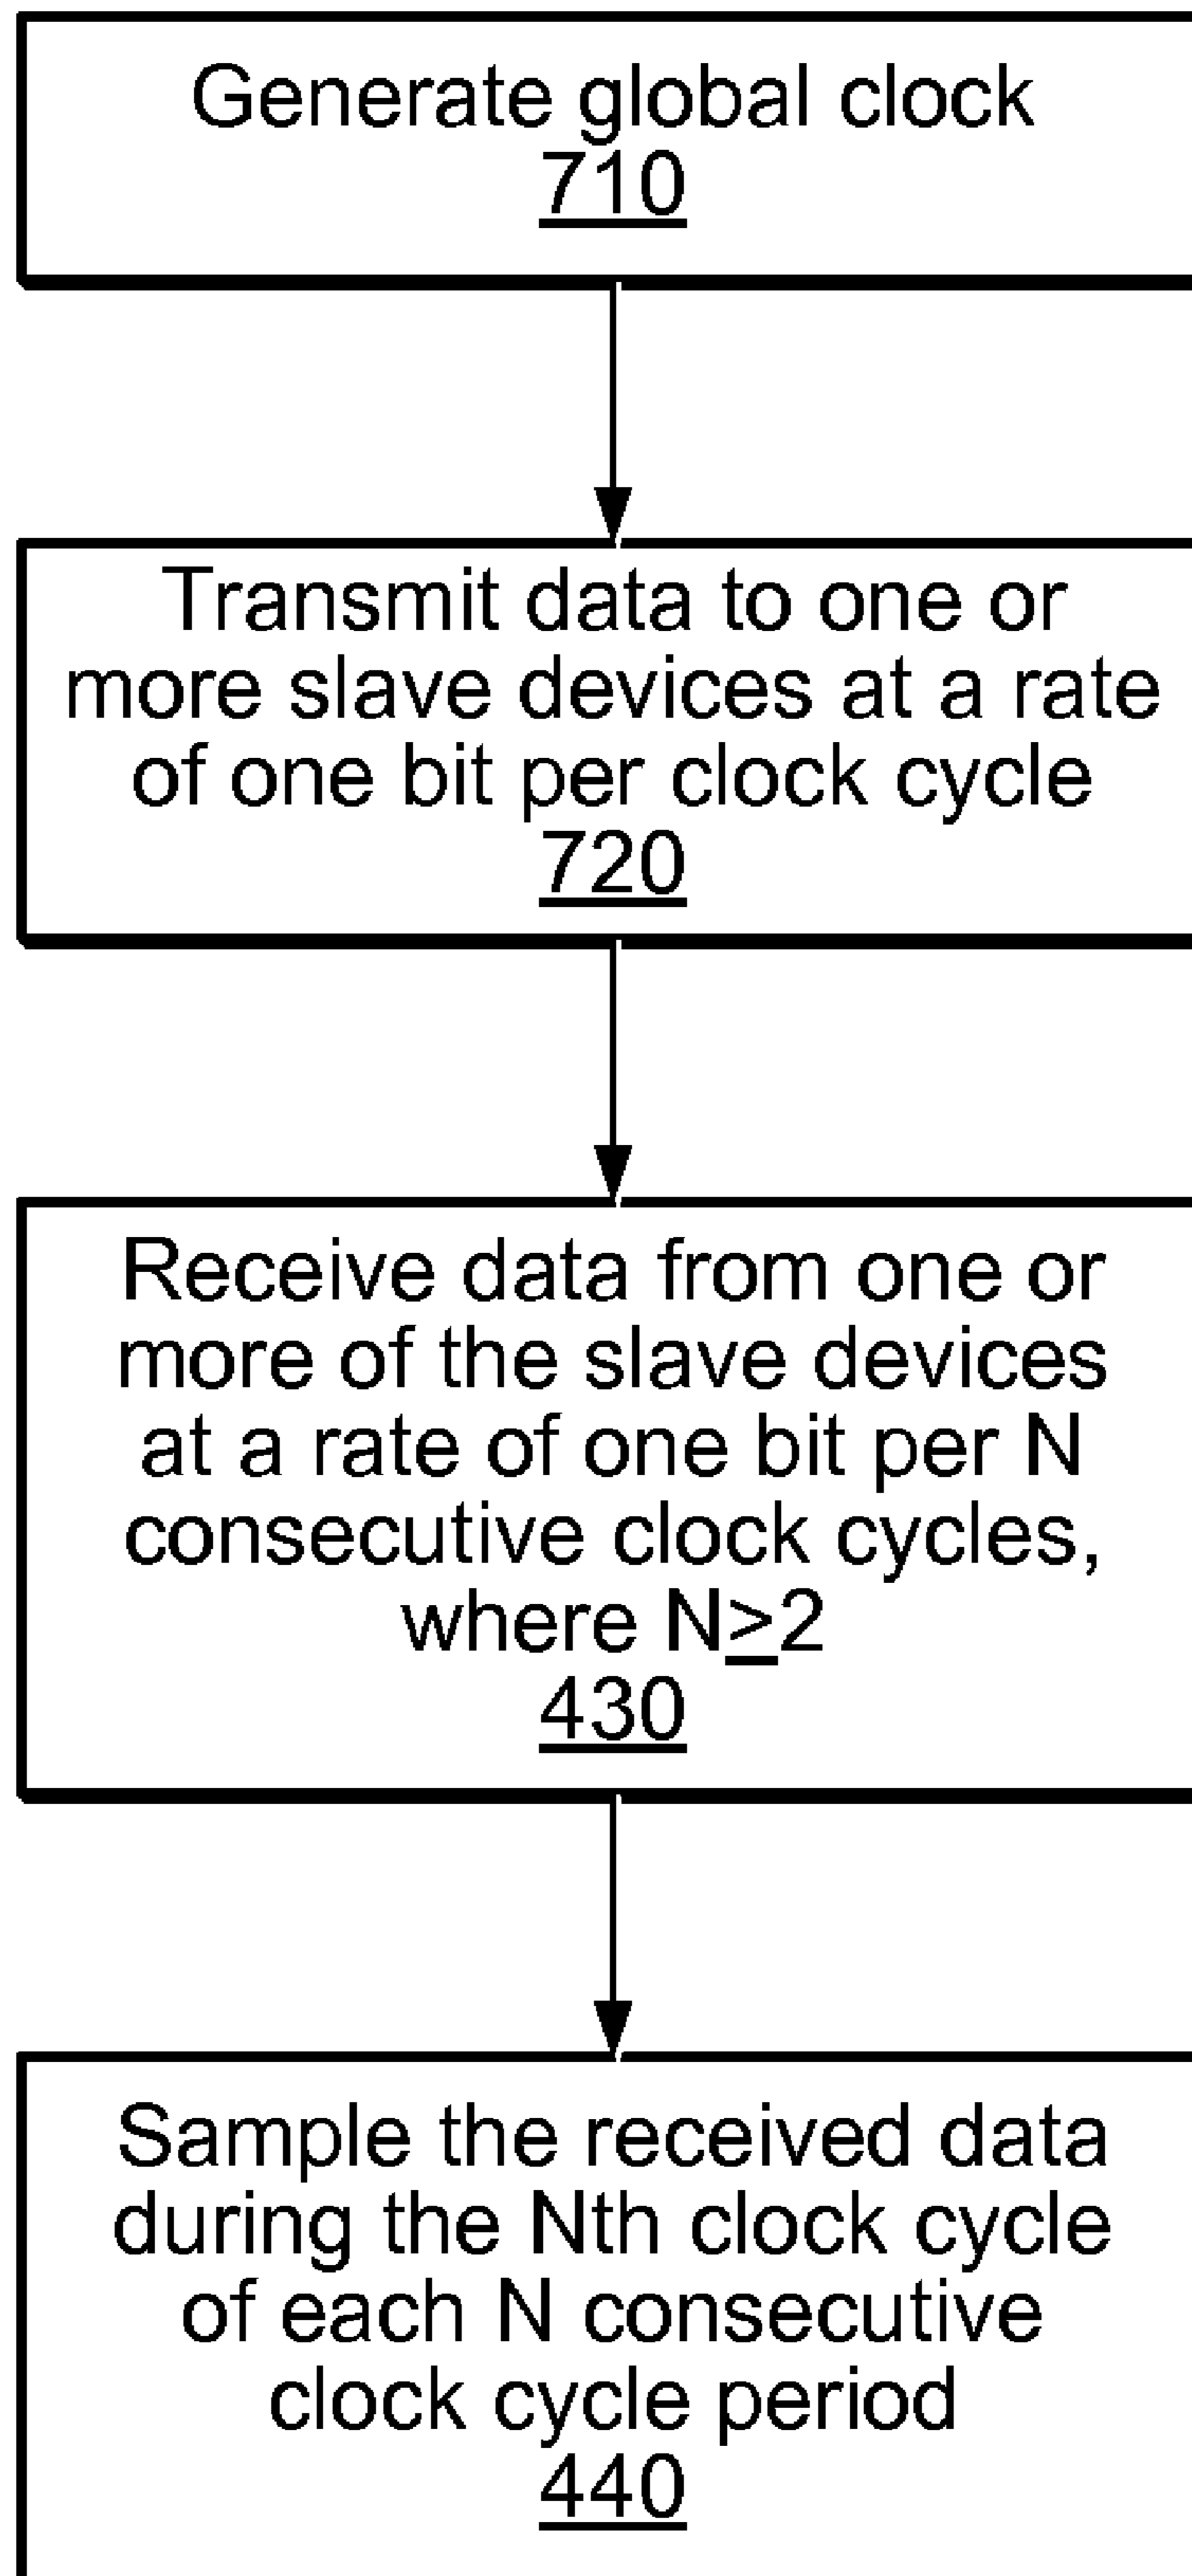 Generate global clock
710
Transmit data to one or
more slave devices at a rate
of one bit per clock cycle
720
Receive data from one or
more of the slave devices
at a rate of one bit per N
consecutive clock cycles,
where N≥2
430
Sample the received data
during the Nth clock cycle
of each N consecutive
clock cycle period
440